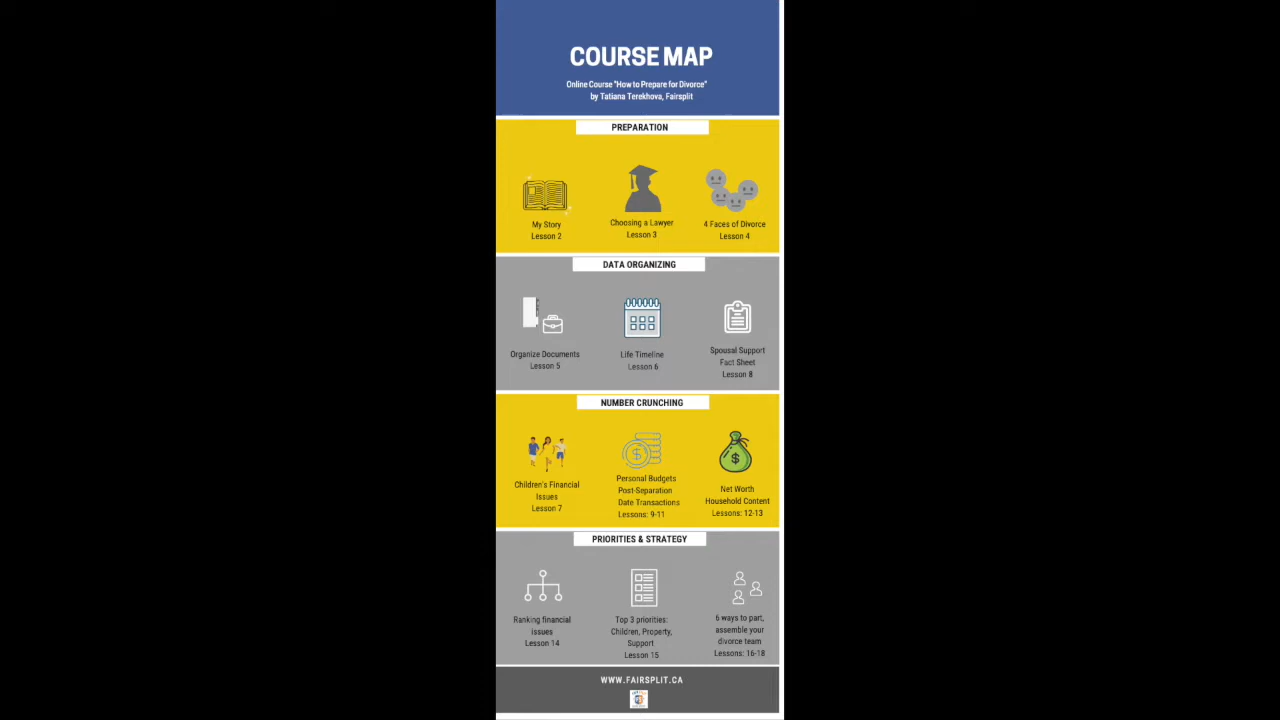 COURSE MAP
Online Course "How to Prepare for Divorce"
by Tatiana Terekhova, Fairsplit
PREPARATION
My Story
Lesson 2
Choosing a Lawyer
Lesson 3
4 Faces of Divorce
Lesson 4
DATA ORGANIZING
Organize Documents
Lesson 5
Life Timeline
Lesson 6
Spousal Support
Fact Sheet
Lesson 8
NUMBER CRUNCHING
Children's Financial
Issues
Lesson 7
Personal Budgets
Post-Separation
Date Transactions
Lessons: 9-11
Net Worth
Household Content
Lessons: 12-13
PRIORITIES & STRATEGY
Ranking financial
issues
Lesson 14
Top 3 priorities:
Children, Property,
Support
Lesson 15
6 ways to part,
assemble your
divorce team
Lessons: 16-18
WWW.FAIRSPLIT.CA